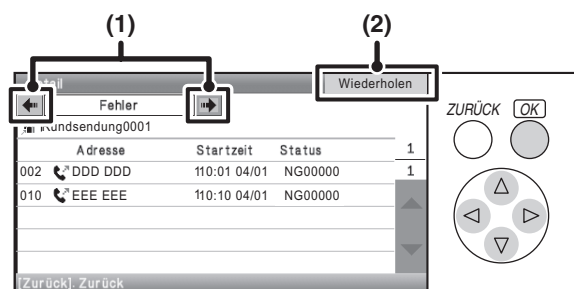 (1) (2)
Detail Wiederholen
Fehler
Rundsendung0001
Adresse Startzeit Status 1
002 DDD DDD 10:01 04/01 NG00000 1
010 EEE EEE 10:10 04/01 NG00000
[Zurück]. Zurück
ZURÜCK OK